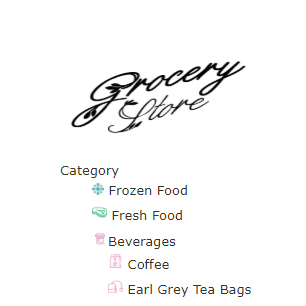 Grocery
Store
Category
Frozen Food
Fresh Food
Beverages
Coffee
Earl Grey Tea Bags